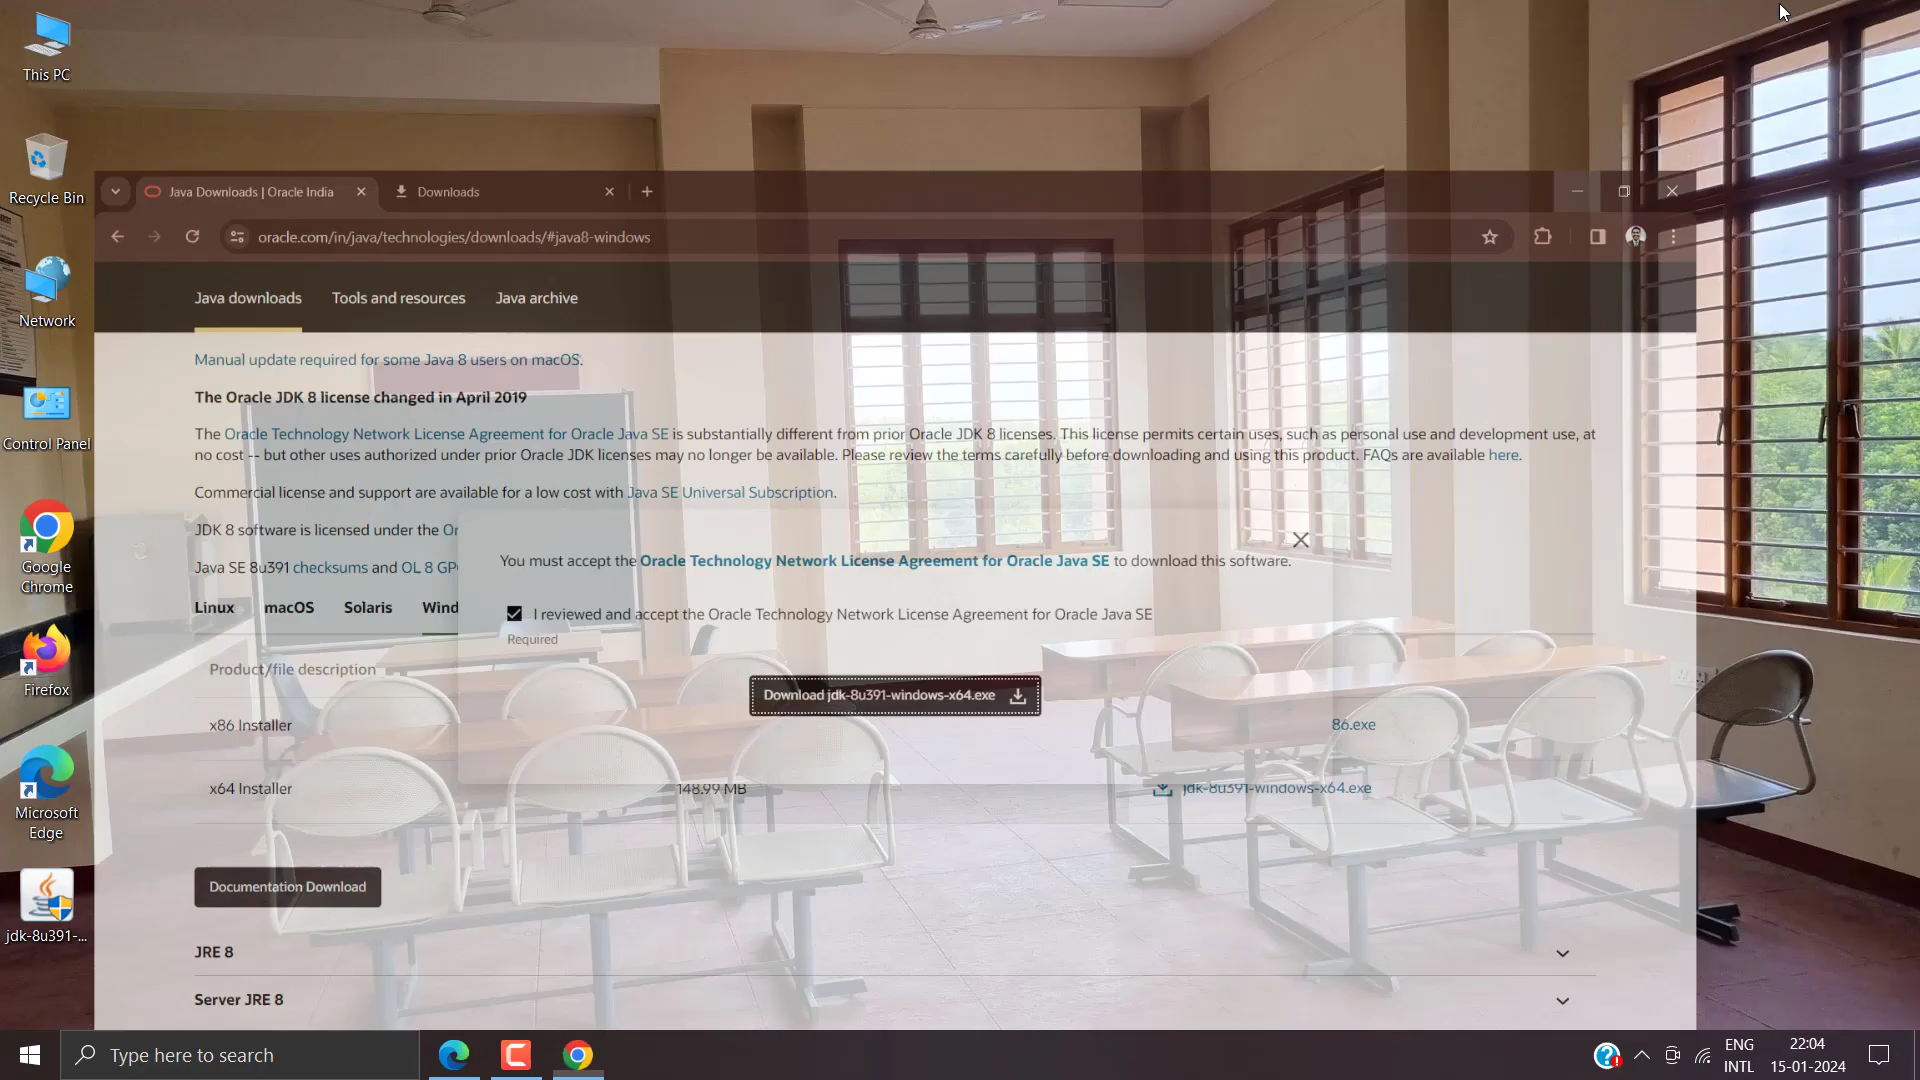 This PC
Recycle Bin
Network
Control Panel
Google
Chrome
Firefox
Microsoft
Edge
jdk-8u391-...
Java Downloads | Oracle India
Downloads
oracle.com/in/java/technologies/downloads/#java8-windows
Java downloads Tools and resources Java archive
Manual update required for some Java 8 users on macOS.
The Oracle JDK 8 license changed in April 2019
The Oracle Technology Network License Agreement for Oracle Java SE is substantially different from prior Oracle JDK 8 licenses. This license permits certain uses, such as personal use and development use, at
no cost -- but other uses authorized under prior Oracle JDK licenses may no longer be available. Please review the terms carefully before downloading and using this product. FAQs are available here.
Commercial license and support are available for a low cost with Java SE Universal Subscription.
JDK 8 software is licensed under the Or
Java SE 8u391 checksums and OL 8 GP
Linux macOS Solaris Wind
You must accept the Oracle Technology Network License Agreement for Oracle Java SE to download this software.
I reviewed and accept the Oracle Technology Network License Agreement for Oracle Java SE
Required
Download jdk-8u391-windows-x64.exe
Product/file description
x86 Installer 86.exe
x64 Installer 148.99 MB jdk-8u391-windows-x64.exe
Documentation Download
JRE 8
Server JRE 8
Type here to search
ENG
INTL
22:04
15-01-2024